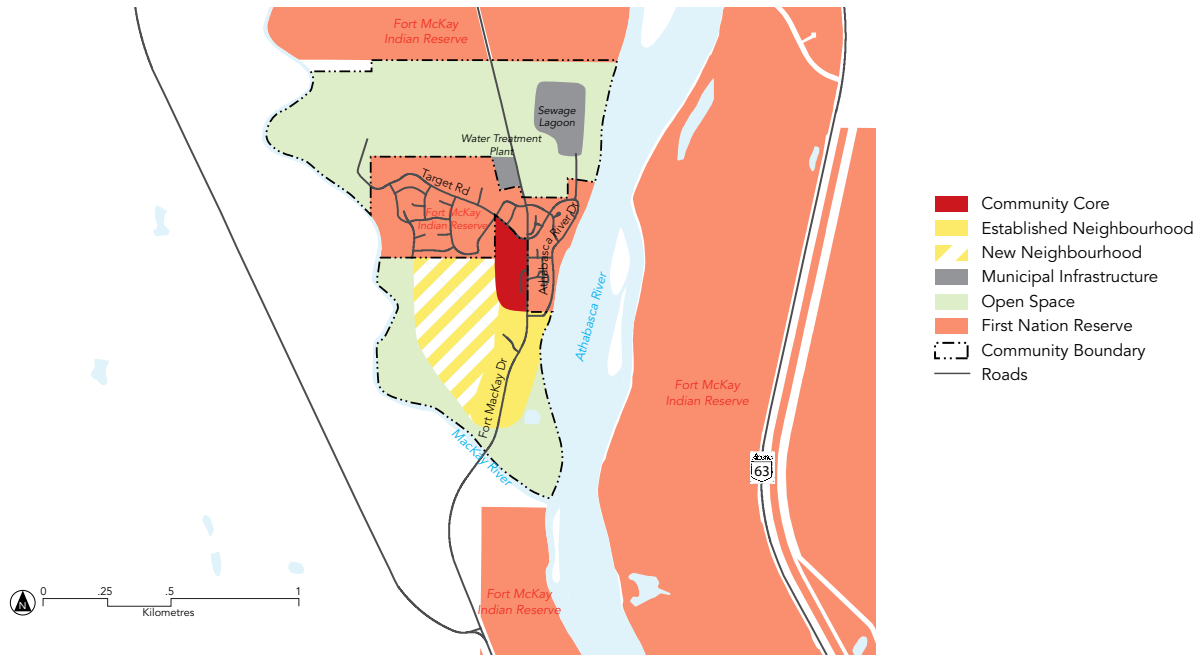 Fort McKay
Indian Reserve
Sewage
Lagoon
Water Treatment
Plant
Target Rd
Fort McKay
Indian Reserve
Athabasca River Dr
Athabasca River
Fort MacKay Dr
MacKay River
Fort McKay
Indian Reserve
63
Fort McKay
Indian Reserve
N
0 .25 .5 1
Kilometres
Community Core
Established Neighbourhood
New Neighbourhood
Municipal Infrastructure
Open Space
First Nation Reserve
Community Boundary
Roads